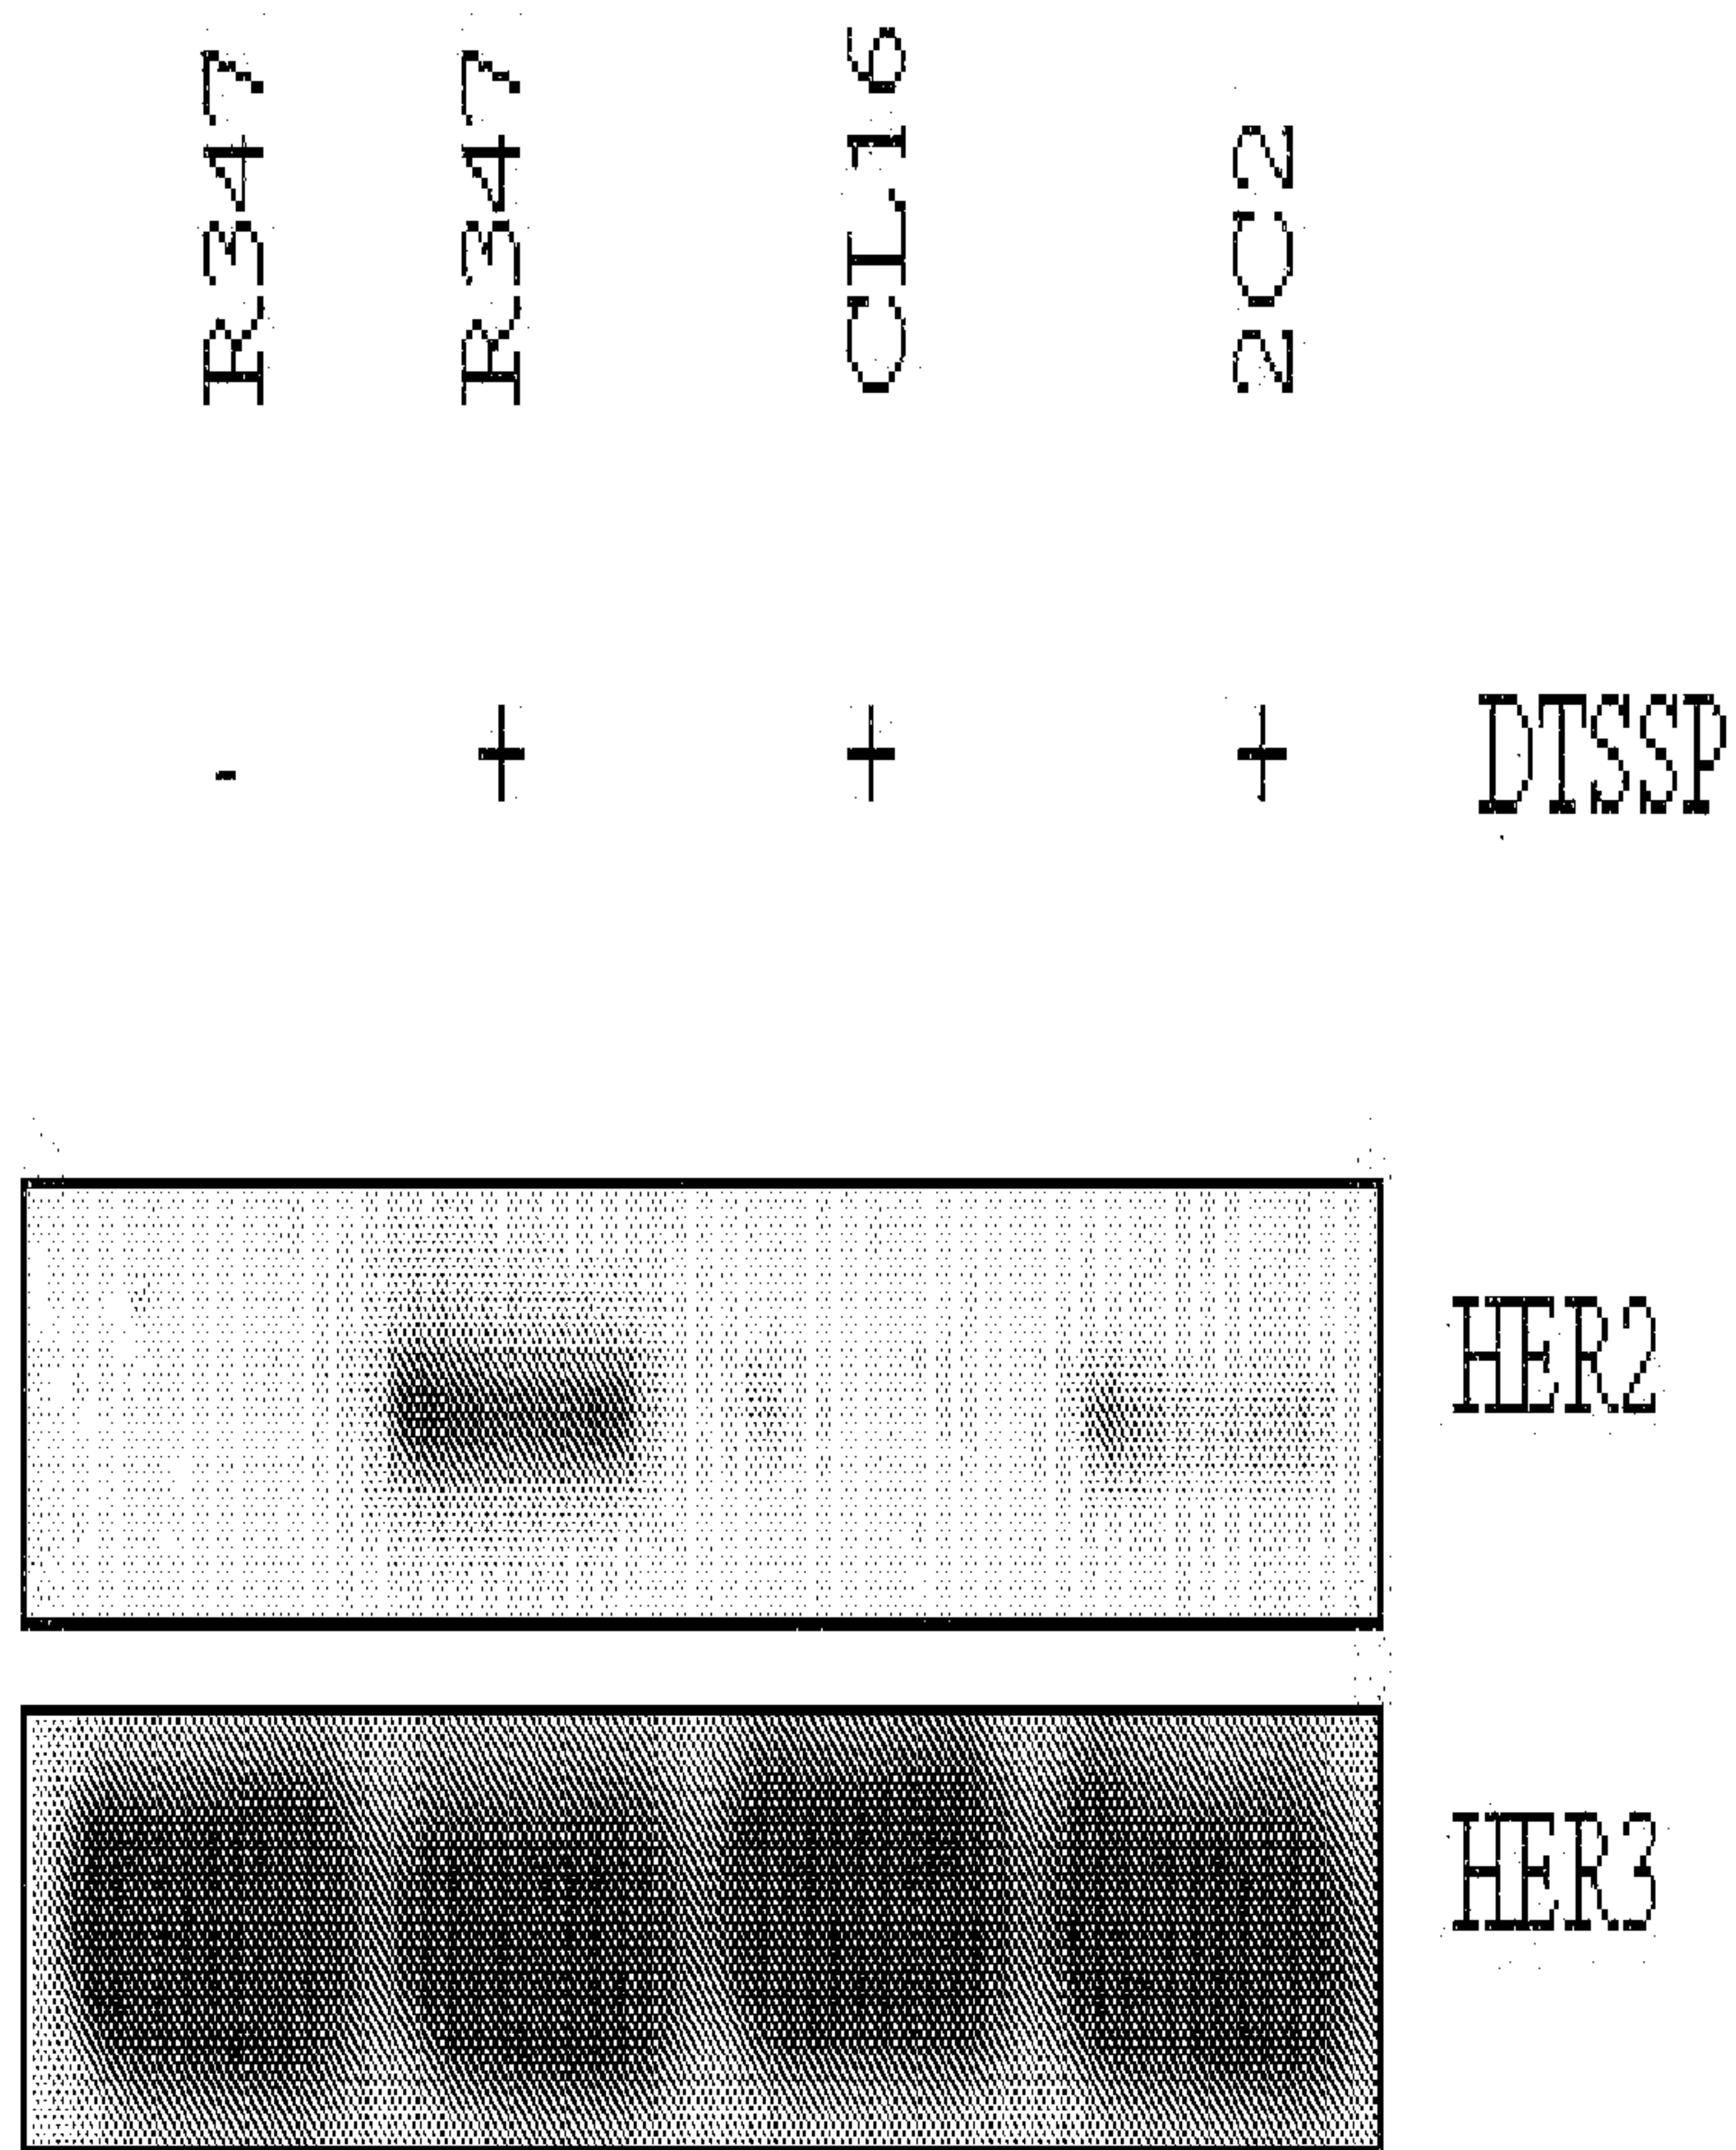 R347
R347
CL16
2C2
- + + + DTSSP
HER2
HER3